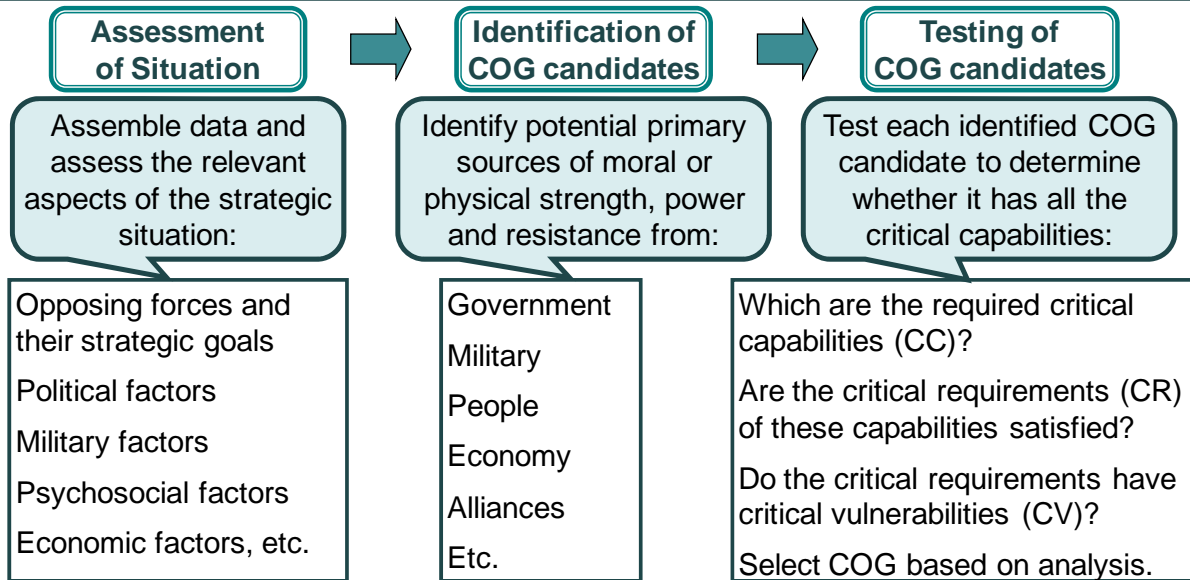 Assessment
of Situation
Identification of
COG candidates
Testing of
COG candidates
Assemble data and
assess the relevant
aspects of the strategic
situation:
Identify potential primary
sources of moral or
physical strength, power
and resistance from:
Test each identified COG
candidate to determine
whether it has all the
critical capabilities:
Opposing forces and
their strategic goals
Political factors
Military factors
Psychosocial factors
Economic factors, etc.
Government
Military
People
Economy
Alliances
Etc.
Which are the required critical
capabilities (CC)?
Are the critical requirements (CR)
of these capabilities satisfied?
Do the critical requirements have
critical vulnerabilities (CV)?
Select COG based on analysis.